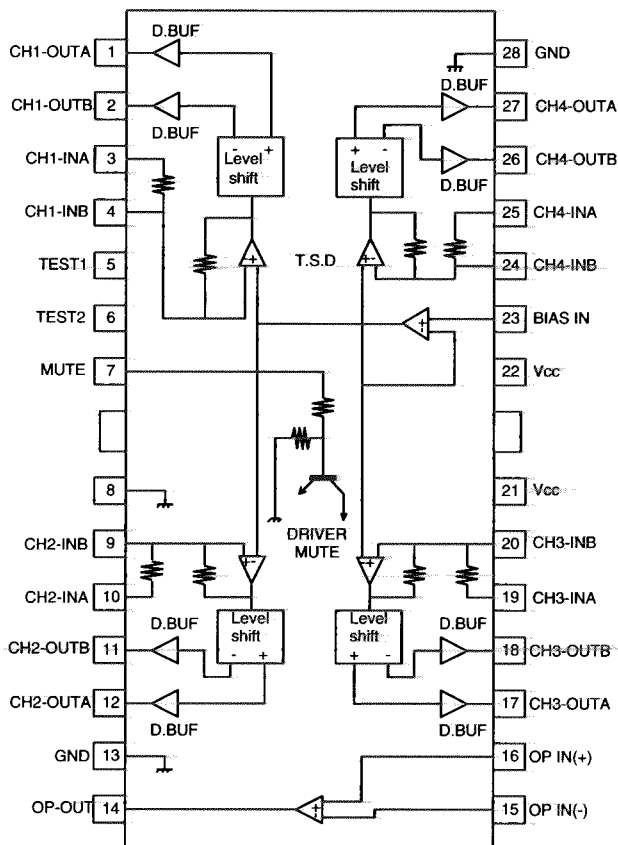 D.BUF
CH1-OUTA 1
28 GND
D.BUF
CH1-OUTB 2
27 CH4-OUTA
D.BUF
CH1-INA 3
- +
Level shift
+ -
Level shift
26 CH4-OUTB
D.BUF
CH1-INB 4
25 CH4-INA
TEST1 5
-+
T.S.D
+-
24 CH4-INB
TEST2 6
+
-
23 BIAS IN
MUTE 7
22 Vcc
8
21 Vcc
DRIVER MUTE
CH2-INB 9
+-
-+
20 CH3-INB
CH2-INA 10
19 CH3-INA
D.BUF
Level shift
- +
Level shift
+ -
D.BUF
CH2-OUTB 11
18 CH3-OUTB
CH2-OUTA 12
17 CH3-OUTA
D.BUF
D.BUF
GND 13
16 OP IN(+)
OP-OUT 14
+
-
15 OP IN(-)